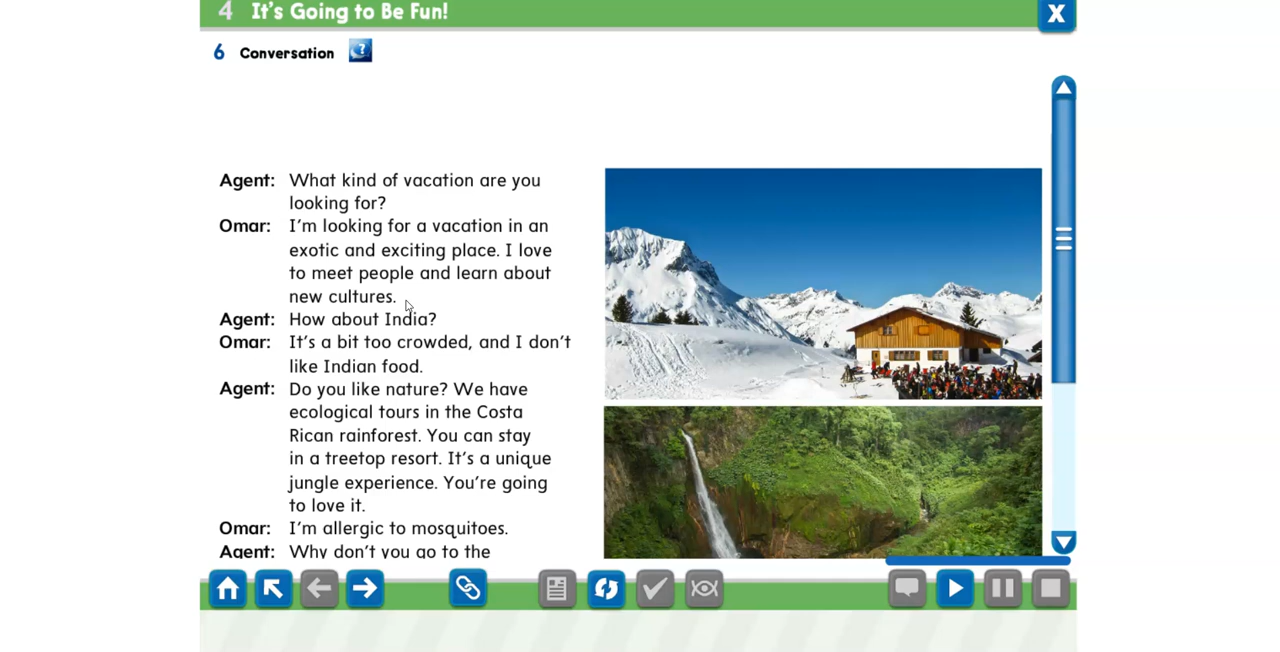 4 It's Going to Be Fun!
X
6 Conversation
Agent: What kind of vacation are you
looking for?
Omar: I'm looking for a vacation in an
exotic and exciting place. I love
to meet people and learn about
new cultures.
Agent: How about India?
Omar: It's a bit too crowded, and I don't
like Indian food.
Agent: Do you like nature? We have
ecological tours in the Costa
Rican rainforest. You can stay
in a treetop resort. It's a unique
jungle experience. You're going
to love it.
Omar: I'm allergic to mosquitoes.
Agent: Why don't you go to the